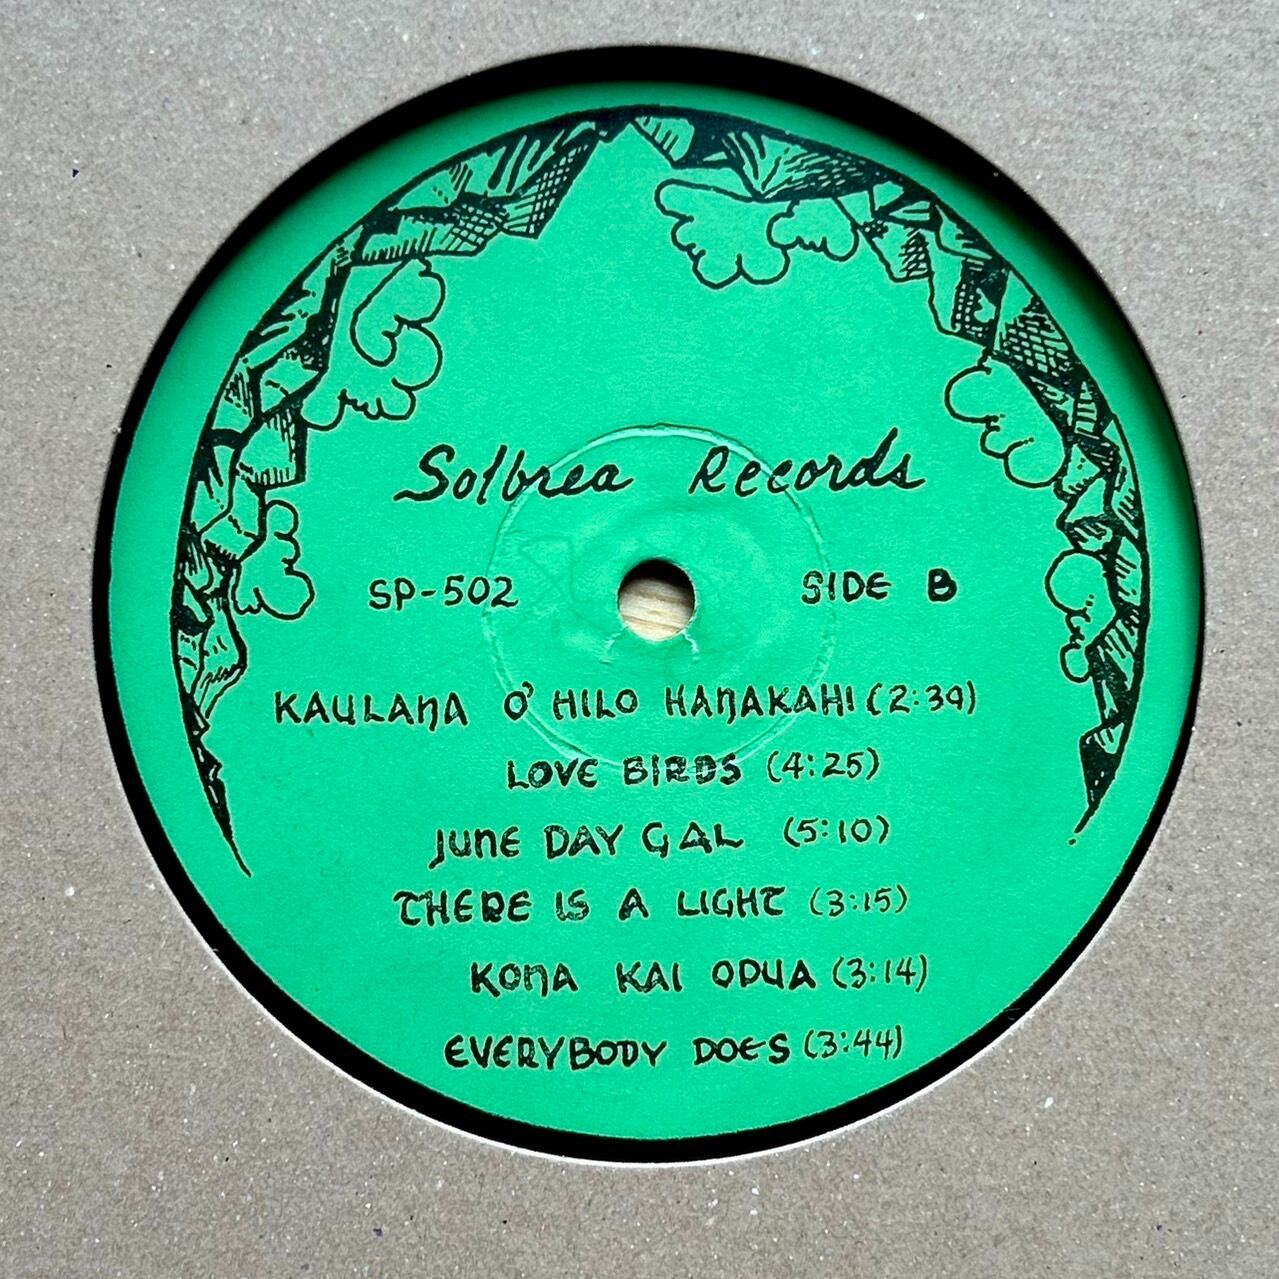 Solbrea Records
SP-502 SIDE B
KAULANA O' HILO HANAKAHI (2:39)
LOVE BIRDS (4:25)
JUNE DAY GAL (5:10)
THERE IS A LIGHT (3:15)
KONA KAI ODUA (3:14)
EVERYBODY DOES (3:44)